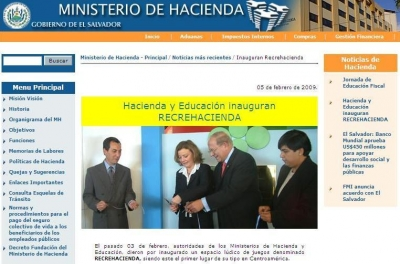 MINISTERIO DE HACIENDA
GOBIERNO DE EL SALVADOR
Inicio | Aduanas | Impuestos Internos | Compras | Gestión Financiera
Buscar
Ministerio de Hacienda - Principal / Noticias más recientes / Inauguran Recrehacienda
05 de febrero de 2009.
Hacienda y Educación inauguran
RECREHACIENDA
El pasado 03 de febrero, autoridades de los Ministerios de Hacienda y
Educación, dieron por inaugurado un espacio lúdico de juegos denominado
RECREHACIENDA, siendo este el primer lugar de su tipo en Centroamérica.
Menu Principal
Misión Visión
Historia
Organigrama del MH
Objetivos
Funciones
Memorias de Labores
Políticas de Hacienda
Quejas y Sugerencias
Enlaces Importantes
Consulta Esquelas de
Tránsito
Normas y
procedimientos para el
pago del seguro
colectivo de vida a los
beneficiarios de los
empleados públicos
Decreto Fundación del
Ministerio de Hacienda
Noticias de
Hacienda
Jornada de
Educación Fiscal
Hacienda y
Educación
inauguran
RECREHACIENDA
El Salvador: Banco
Mundial aprueba
US$450 millones
para apoyar
desarrollo social y
las finanzas
públicas
FMI anuncia
acuerdo con El
Salvador